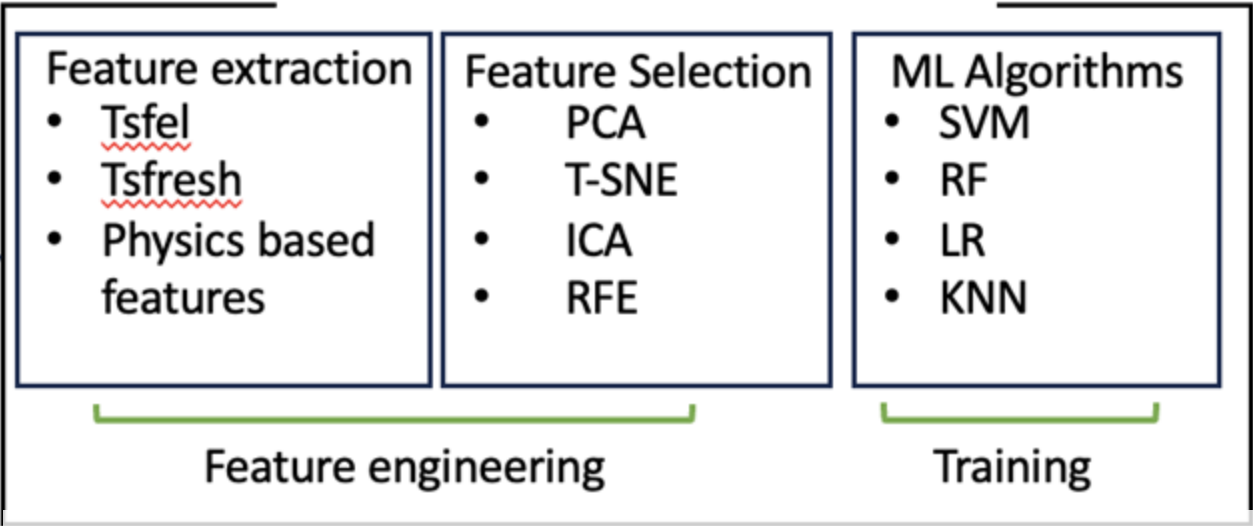 Feature extraction
• Tsfel
• Tsfresh
• Physics based
features
Feature Selection
• PCA
• T-SNE
• ICA
• RFE
ML Algorithms
• SVM
• RF
• LR
• KNN
Feature engineering
Training